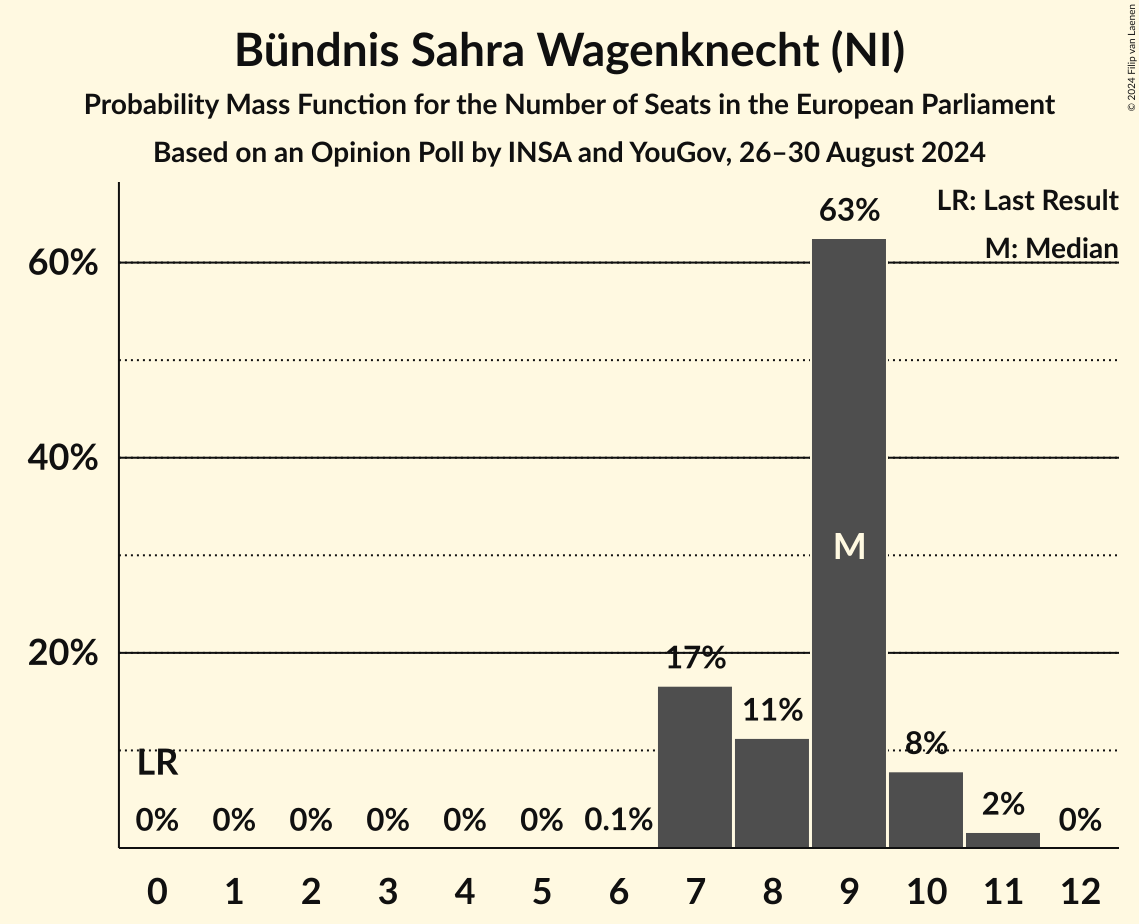 Bündnis Sahra Wagenknecht (NI)
Probability Mass Function for the Number of Seats in the European Parliament
Based on an Opinion Poll by INSA and YouGov, 26–30 August 2024
© 2024 Filip van Laenen
LR: Last Result
M: Median
60%
40%
20%
63%
M
17%
11%
8%
2%
LR
0% 0% 0% 0% 0% 0% 0.1% 0%
0 1 2 3 4 5 6 7 8 9 10 11 12